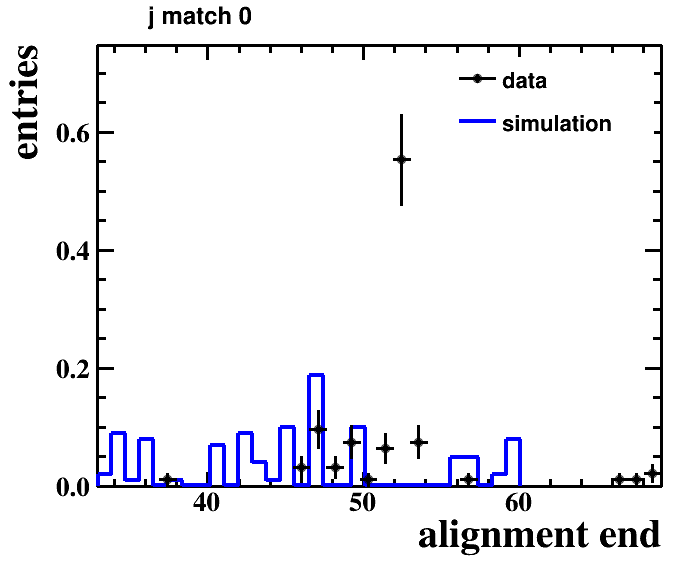 j match 0
entries
data
simulation
0.6
0.4
0.2
0.0
40 50 60
alignment end